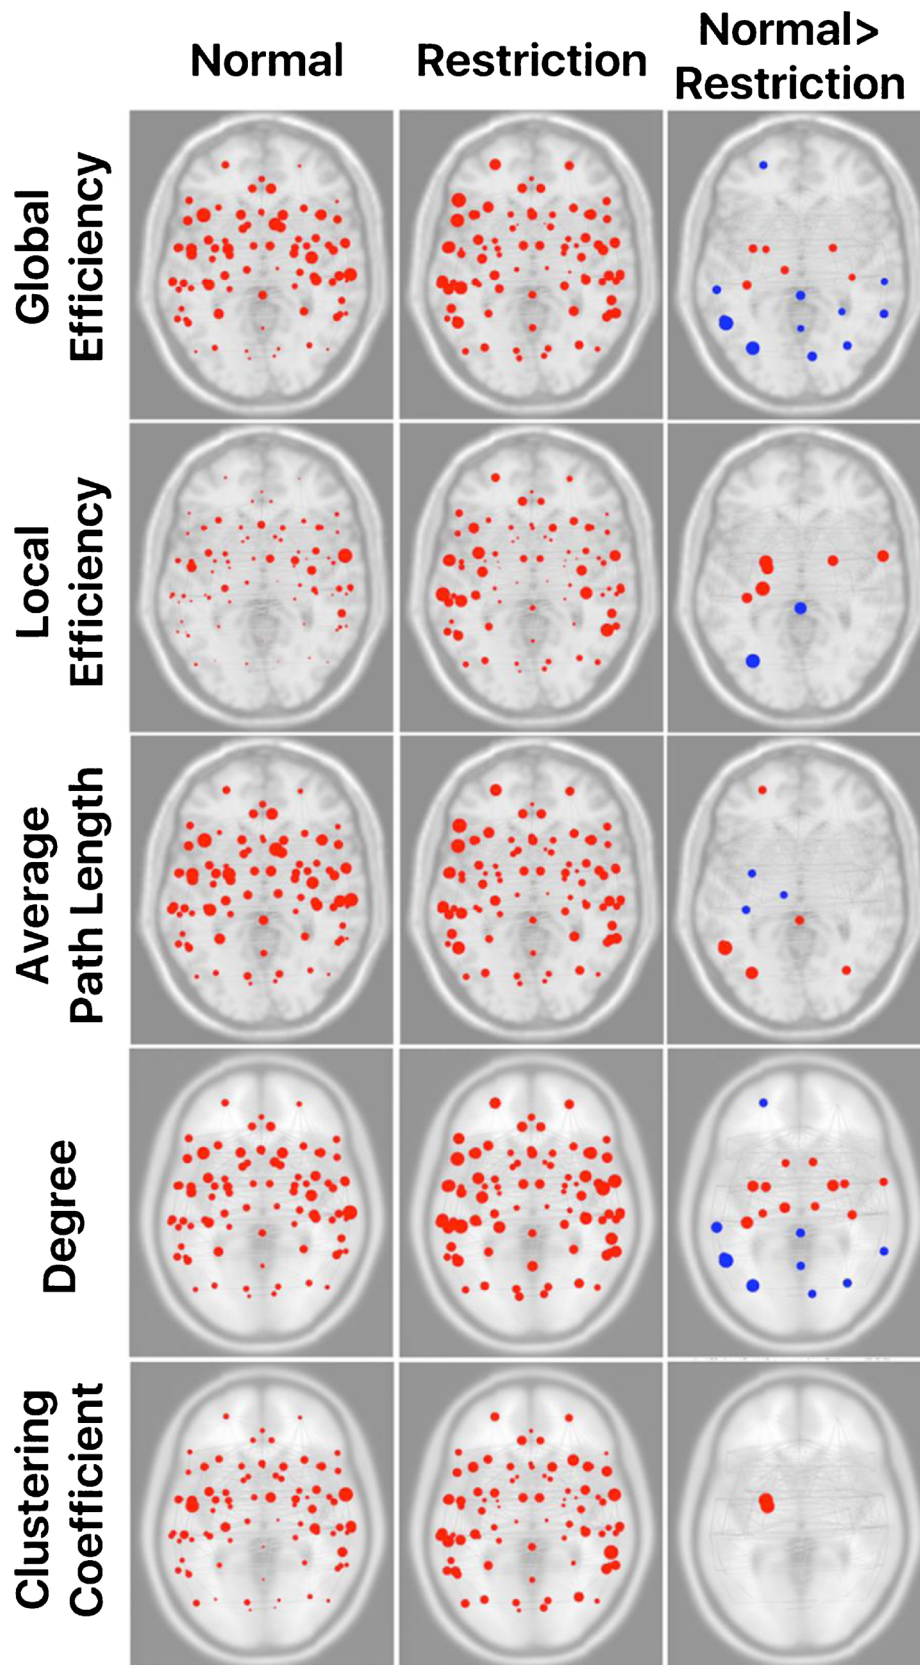 Normal
Restriction
Normal>
Restriction
Global
Efficiency
Local
Efficiency
Average
Path Length
Degree
Clustering
Coefficient